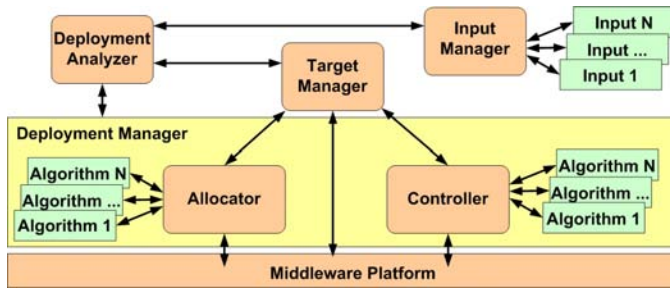 Deployment
Analyzer
Input
Manager
Input N
Input ...
Input 1
Target
Manager
Deployment Manager
Algorithm N
Algorithm ...
Algorithm 1
Allocator
Controller
Algorithm N
Algorithm ...
Algorithm 1
Middleware Platform